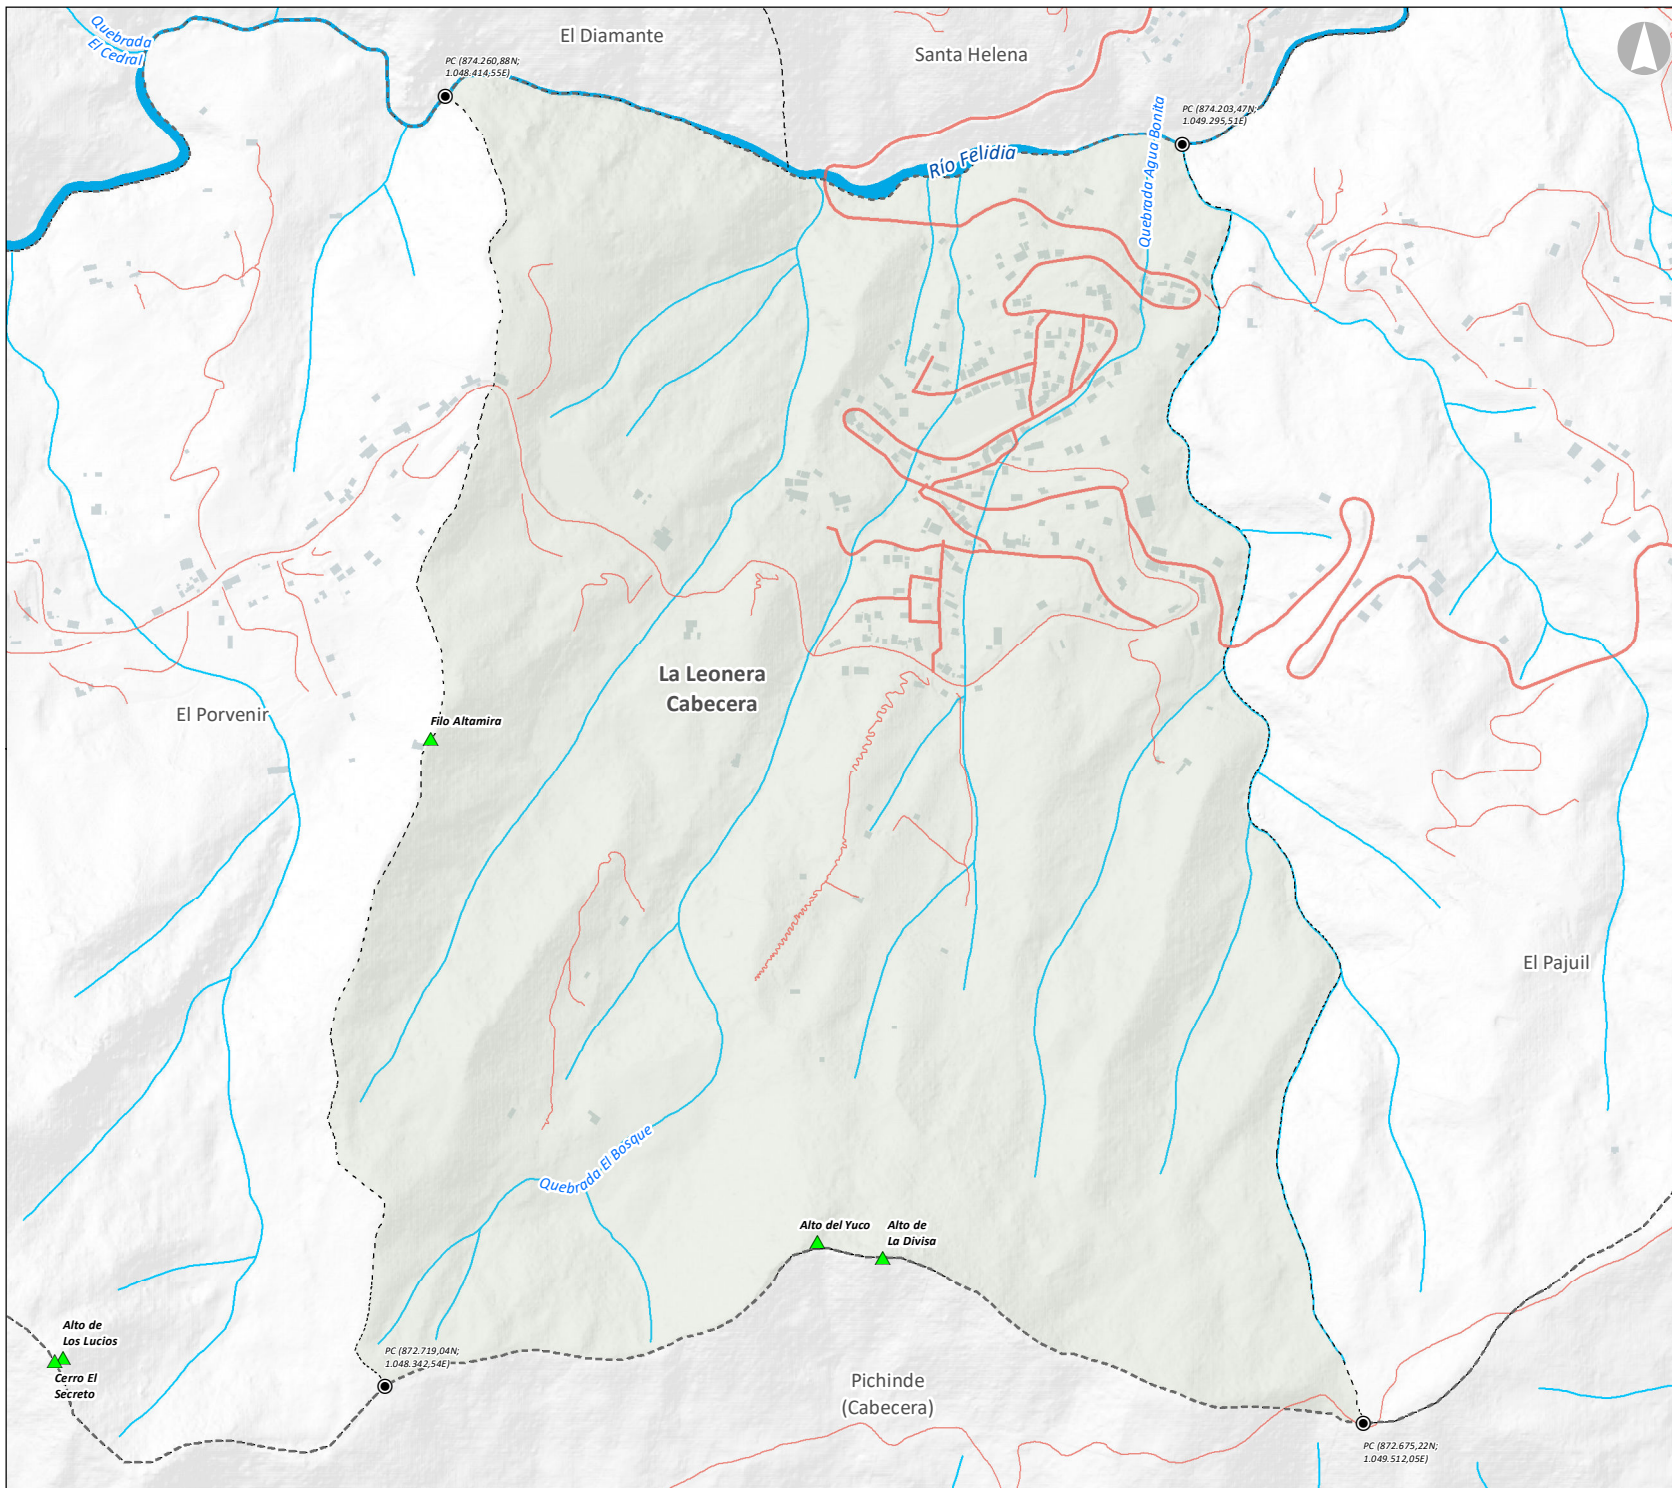 Quebrada
El Cedral
El Diamante
Santa Helena
PC (874.260,88N;
1.048.414,55E)
PC (874.203,47N;
1.049.295,51E)
Río Felidia
Quebrada Agua Bonita
La Leonera
Cabecera
El Porvenir
Filo Altamira
El Pajuil
Quebrada El Bosque
Alto del Yuco
Alto de
La Divisa
Alto de
Los Lucios
Cerro El
Secreto
PC (872.719,04N;
1.048.342,54E)
Pichinde
(Cabecera)
PC (872.675,22N;
1.049.512,05E)